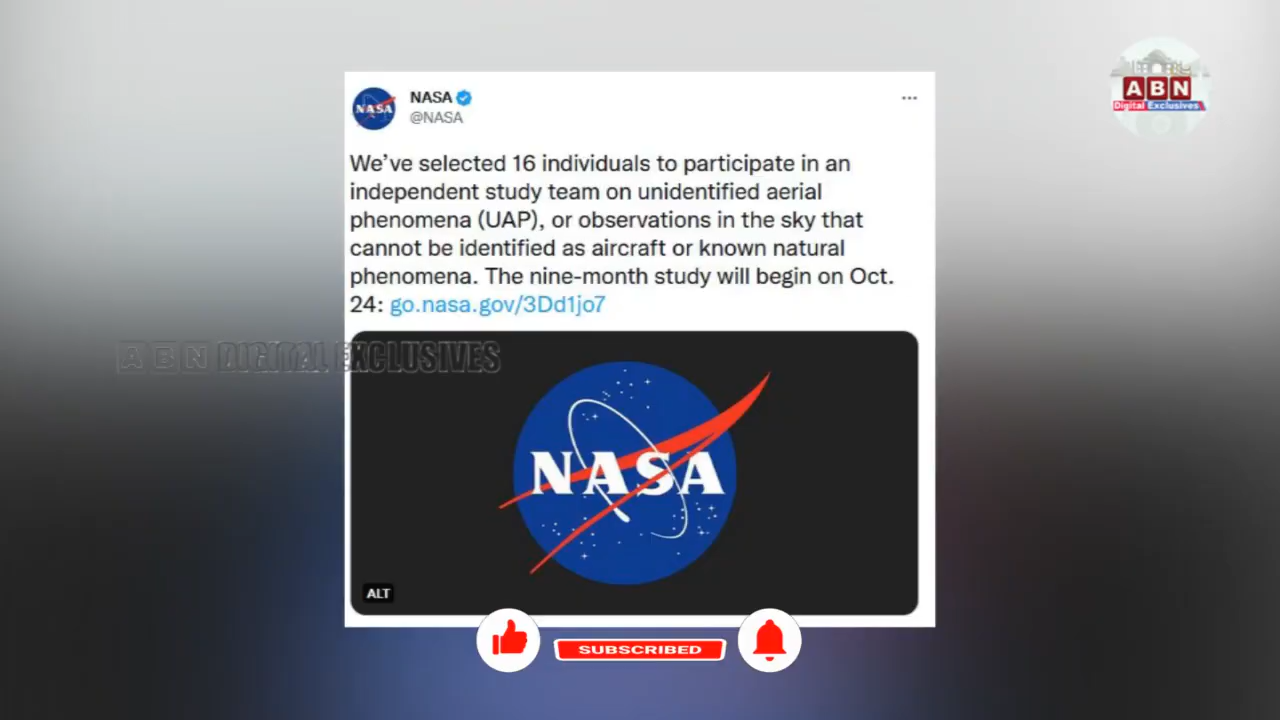 NASA
@NASA
NASA
We've selected 16 individuals to participate in an
independent study team on unidentified aerial
phenomena (UAP), or observations in the sky that
cannot be identified as aircraft or known natural
phenomena. The nine-month study will begin on Oct.
24: go.nasa.gov/3Dd1jo7
ABN
Digital Exclusives
ABN DIGITAL EXCLUSIVES
NASA
ALT
SUBSCRIBED